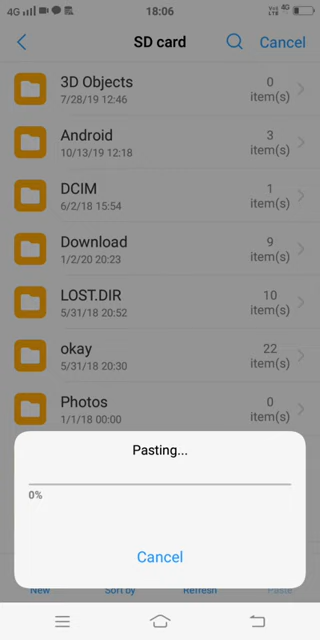 4G 18:06 4G
VoLTE
SD card Cancel
3D Objects 0
7/28/19 12:46 item(s)
Android 3
10/13/19 12:18 item(s)
DCIM 1
6/2/18 15:54 item(s)
Download 9
1/2/20 20:23 item(s)
LOST.DIR 10
5/31/18 20:52 item(s)
okay 22
5/31/18 20:30 item(s)
Photos 0
1/1/18 00:00 item(s)
Pasting...
0%
Cancel
New Sort by Refresh Paste